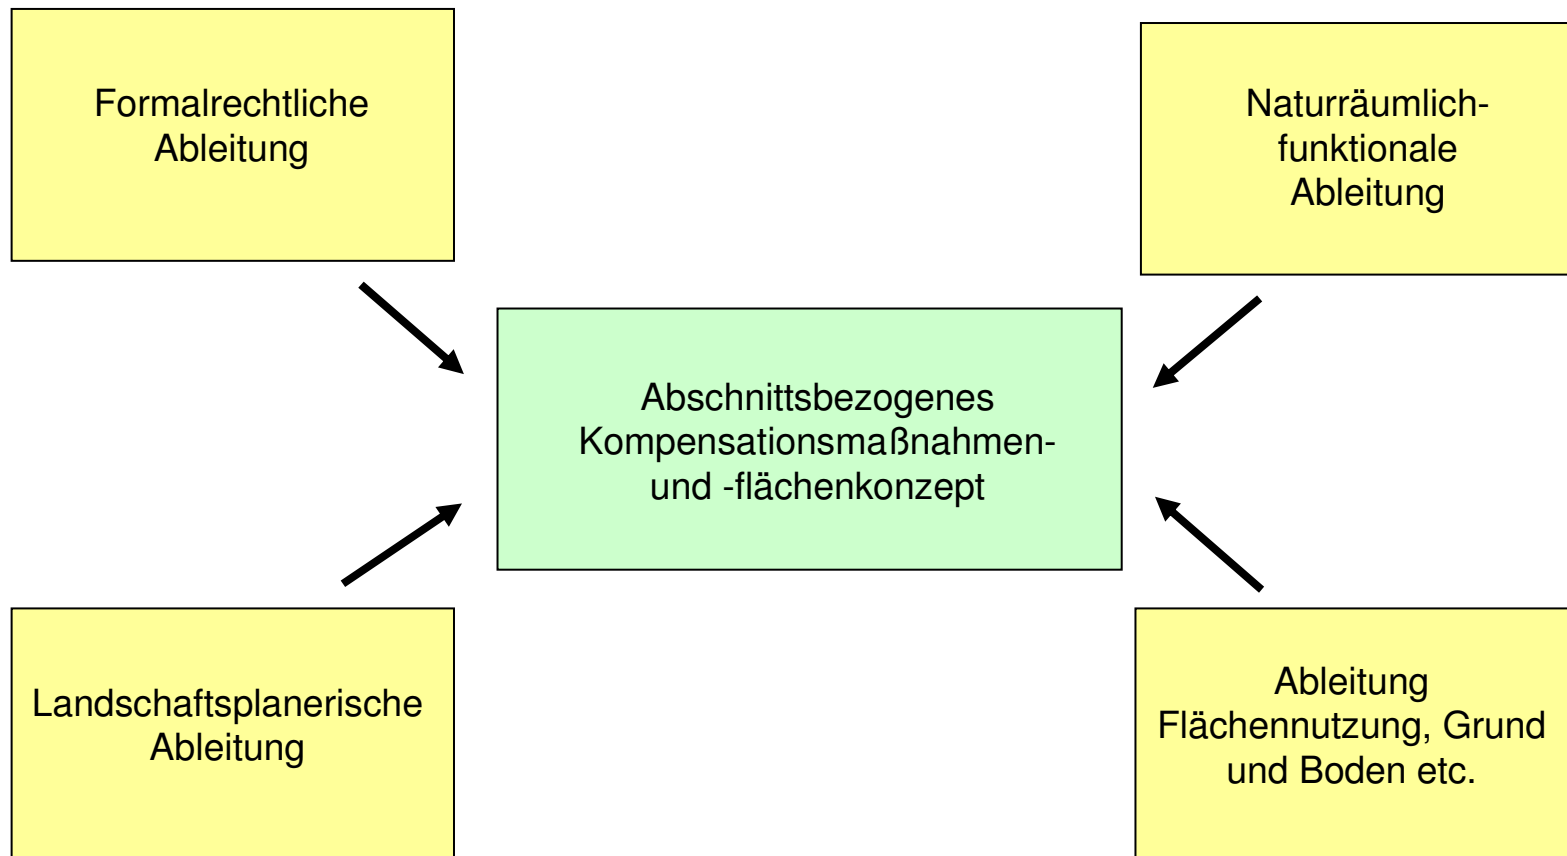 Formalrechtliche
Ableitung
Naturräumlich-
funktionale
Ableitung
Abschnittsbezogenes
Kompensationsmaßnahmen-
und -flächenkonzept
Landschaftsplanerische
Ableitung
Ableitung
Flächennutzung, Grund
und Boden etc.